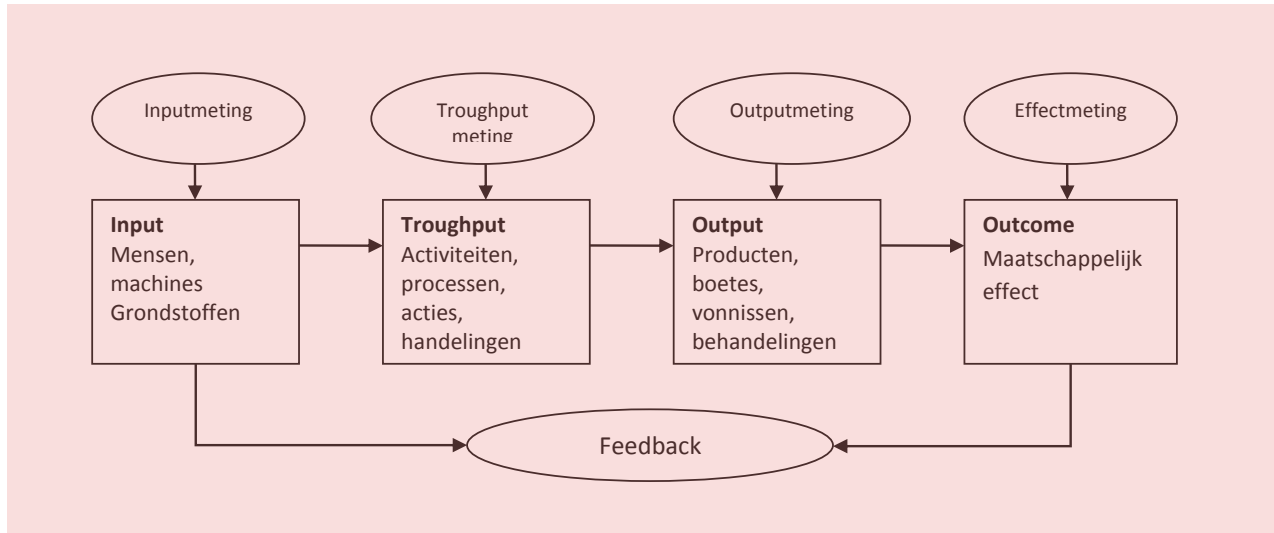 Inputmeting
Troughput
meting
Outputmeting
Effectmeting
Input
Mensen,
machines
Grondstoffen
Troughput
Activiteiten,
processen,
acties,
handelingen
Output
Producten,
boetes,
vonnissen,
behandelingen
Outcome
Maatschappelijk
effect
Feedback